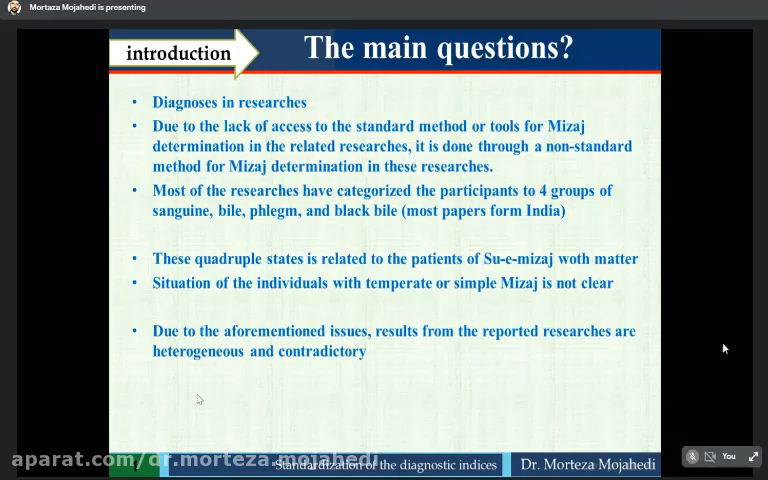 Mortaza Mojahedi is presenting
introduction
The main questions?
• Diagnoses in researches
• Due to the lack of access to the standard method or tools for Mizaj
determination in the related researches, it is done through a non-standard
method for Mizaj determination in these researches.
• Most of the researches have categorized the participants to 4 groups of
sanguine, bile, phlegm, and black bile (most papers form India)
• These quadruple states is related to the patients of Su-e-mizaj woth matter
• Situation of the individuals with temperate or simple Mizaj is not clear
• Due to the aforementioned issues, results from the reported researches are
heterogeneous and contradictory
aparat.com/dr.morteza.mojahedi
Standardization of the diagnostic indices
Dr. Morteza Mojahedi
You